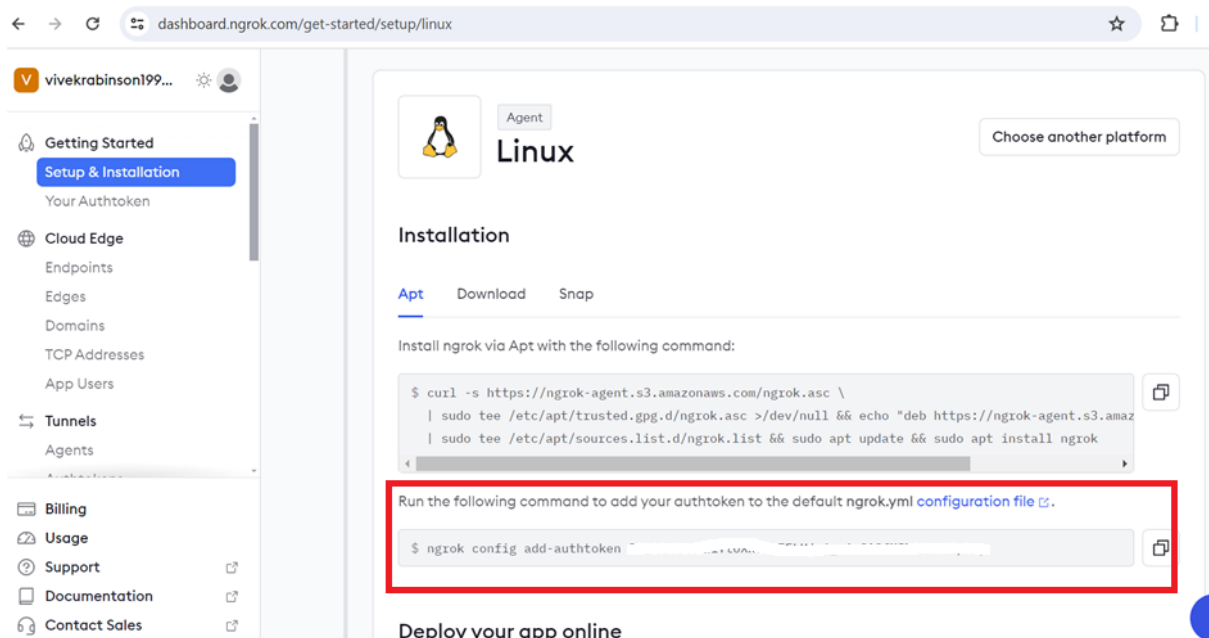 dashboard.ngrok.com/get-started/setup/linux
V vivekrabinson199...
Getting Started
Setup & Installation
Your Authtoken
Cloud Edge
Endpoints
Edges
Domains
TCP Addresses
App Users
Tunnels
Agents
Billing
Usage
Support
Documentation
Contact Sales
Agent
Linux
Choose another platform
Installation
Apt Download Snap
Install ngrok via Apt with the following command:
$ curl -s https://ngrok-agent.s3.amazonaws.com/ngrok.asc \
| sudo tee /etc/apt/trusted.gpg.d/ngrok.asc >/dev/null && echo "deb https://ngrok-agent.s3.amaz
| sudo tee /etc/apt/sources.list.d/ngrok.list && sudo apt update && sudo apt install ngrok
Run the following command to add your authtoken to the default ngrok.yml configuration file.
$ ngrok config add-authtoken
Deploy your app online